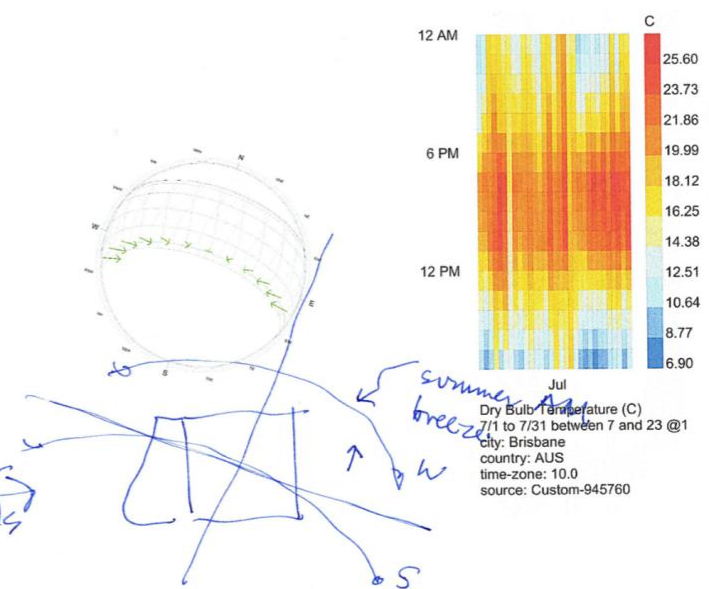 C
12 AM
25.60
23.73
21.86
19.99
6 PM
18.12
16.25
14.38
12.51
12 PM
10.64
8.77
6.90
Jul
Dry Bulb Temperature (C)
7/1 to 7/31 between 7 and 23 @1
city: Brisbane
country: AUS
time-zone: 10.0
source: Custom-945760
N
W
E
S
summer AM
breeze
W
S